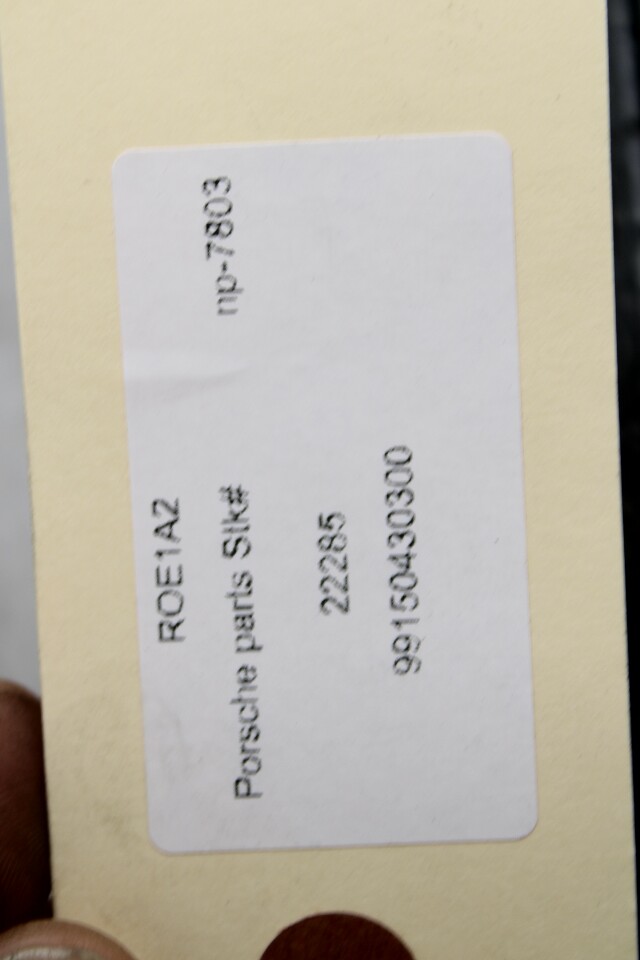 ROE1A2
Porsche parts Stk# np-7803
22285
99150430300